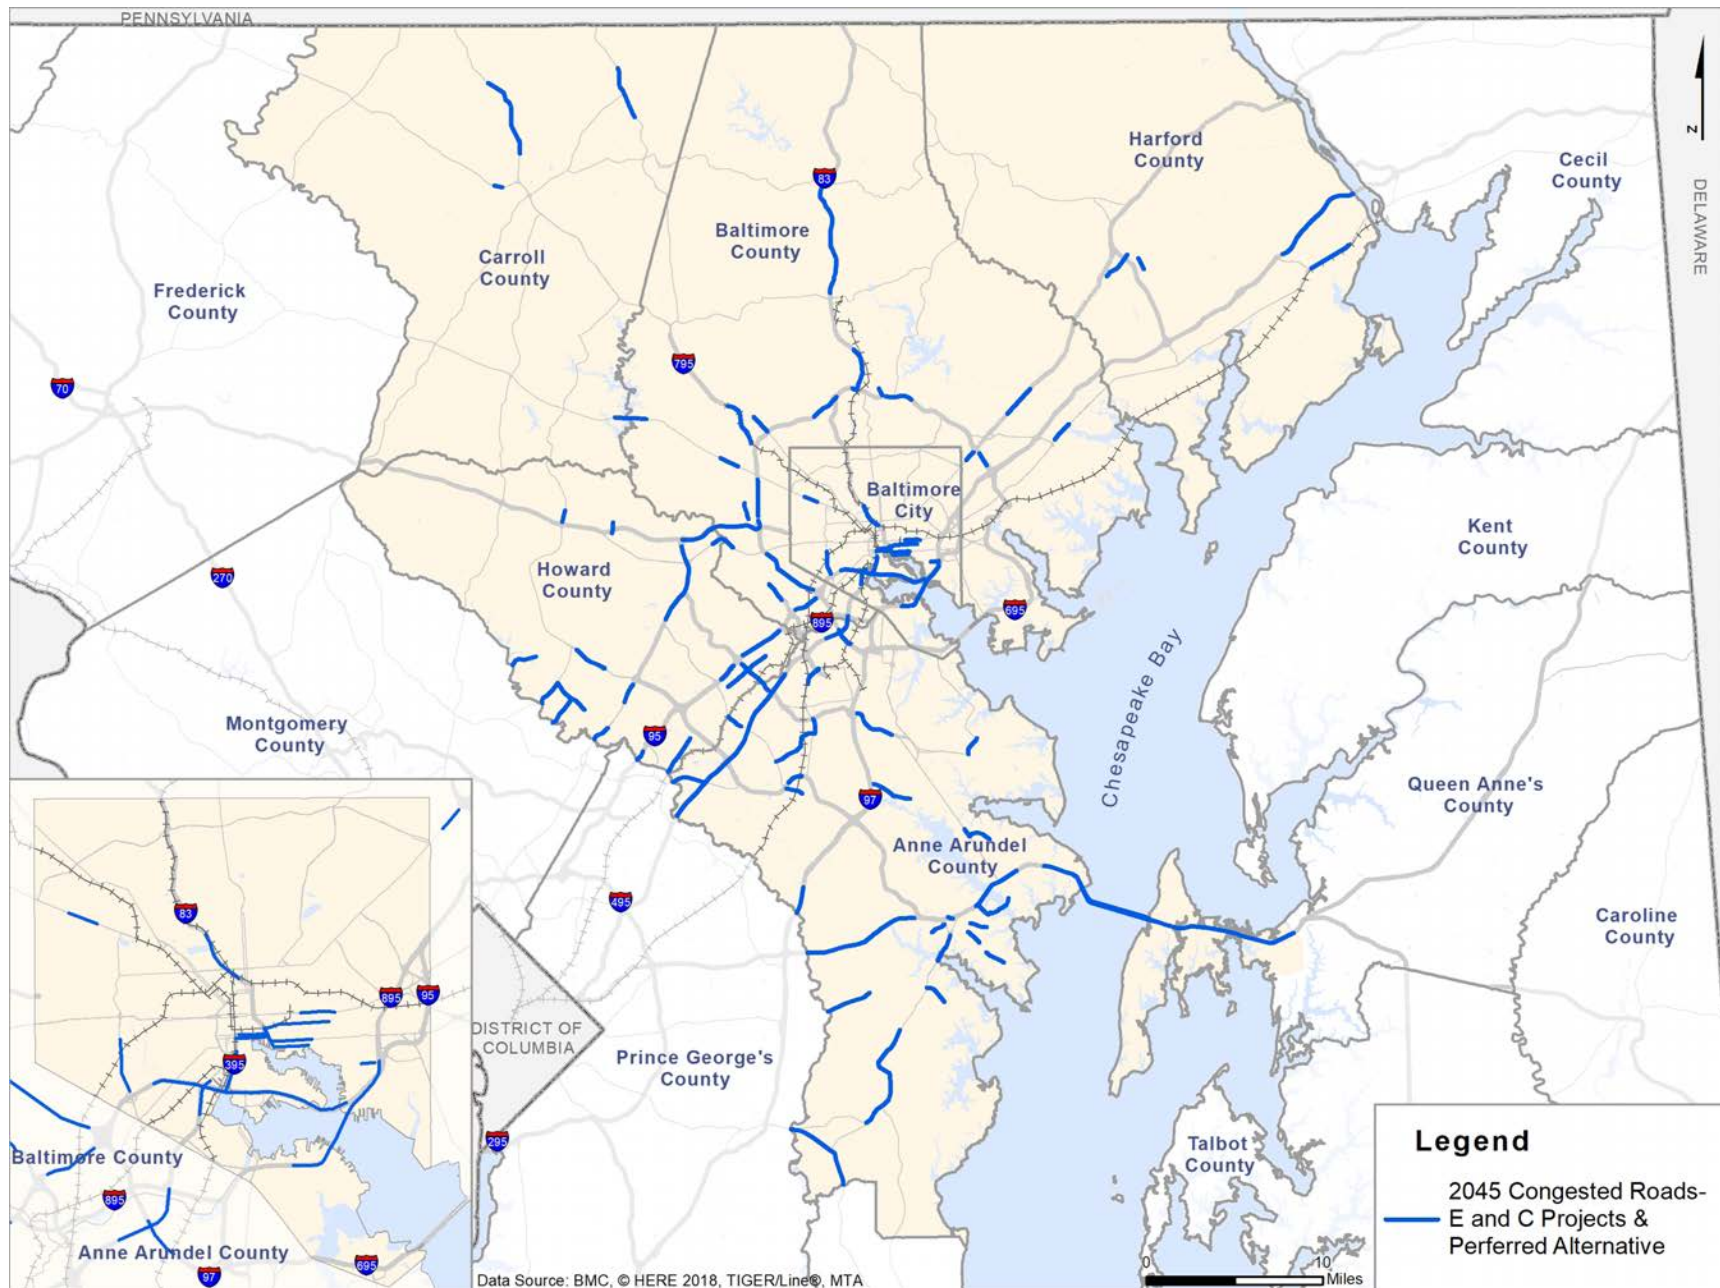 PENNSYLVANIA
N
DELAWARE
Harford
County
Cecil
County
83
Baltimore
County
Carroll
County
Frederick
County
795
70
Baltimore
City
Kent
County
270
Howard
County
695
895
Chesapeake Bay
Montgomery
County
95
97
Queen Anne's
County
Anne Arundel
County
495
Caroline
County
DISTRICT OF
COLUMBIA
Prince George's
County
295
Talbot
County
83
895
95
395
Baltimore County
895
Anne Arundel County
695
97
Legend
2045 Congested Roads-
E and C Projects &
Perferred Alternative
0 10
Miles
Data Source: BMC, © HERE 2018, TIGER/Line®, MTA